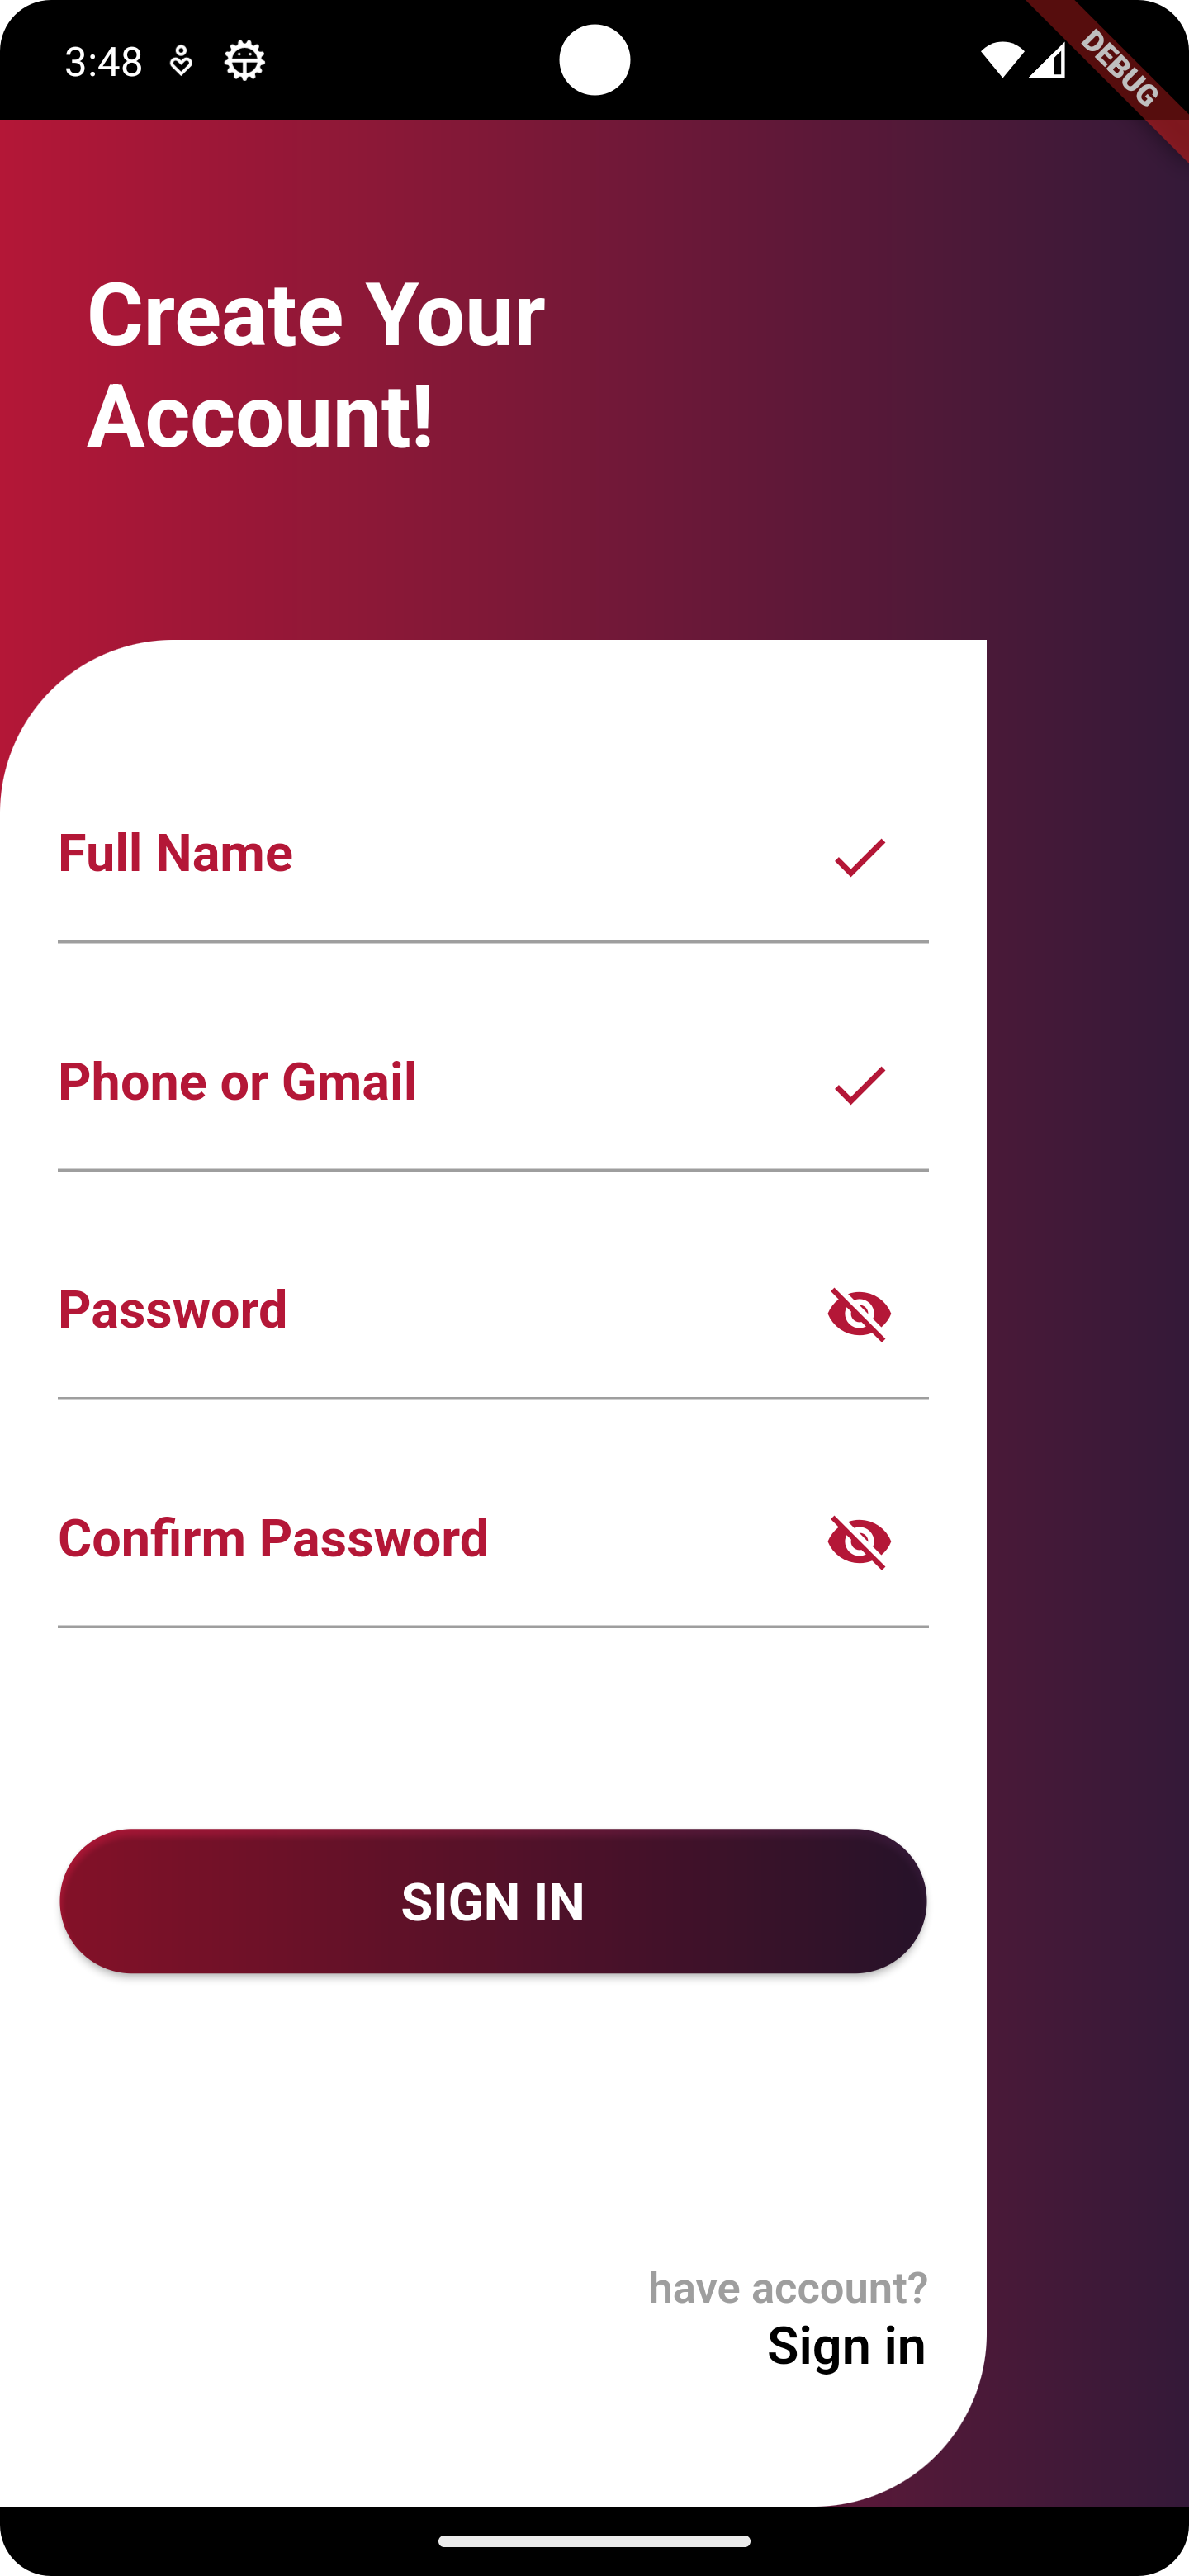 3:48
DEBUG
Create Your
Account!
Full Name
Phone or Gmail
Password
Confirm Password
SIGN IN
have account?
Sign in